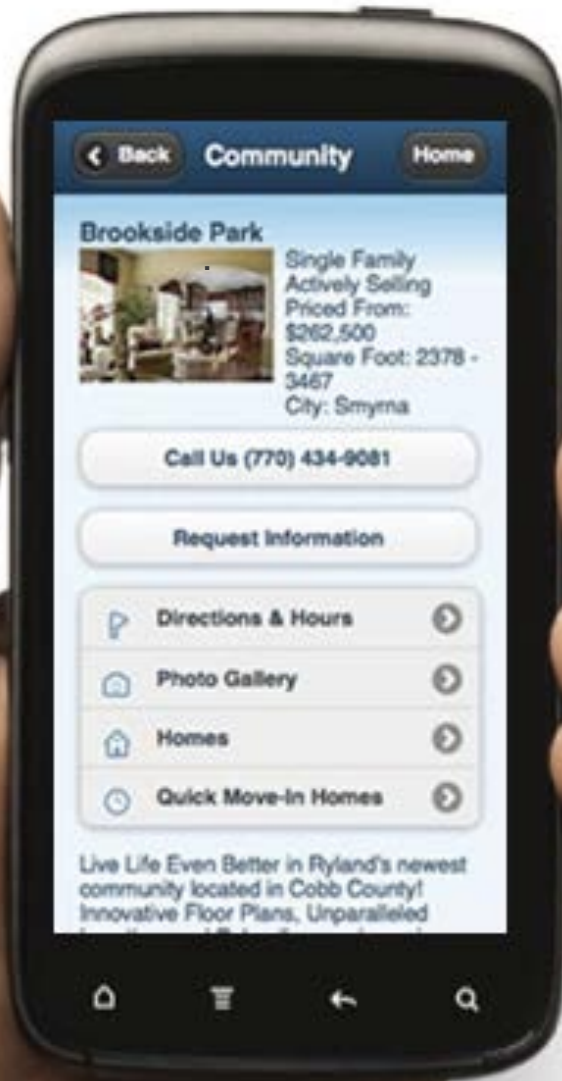 Back Community Home
Brookside Park
Single Family
Actively Selling
Priced From:
$262,500
Square Foot: 2378 -
3467
City: Smyrna
Call Us (770) 434-9081
Request Information
Directions & Hours
Photo Gallery
Homes
Quick Move-In Homes
Live Life Even Better in Ryland's newest
community located in Cobb County!
Innovative Floor Plans, Unparalleled